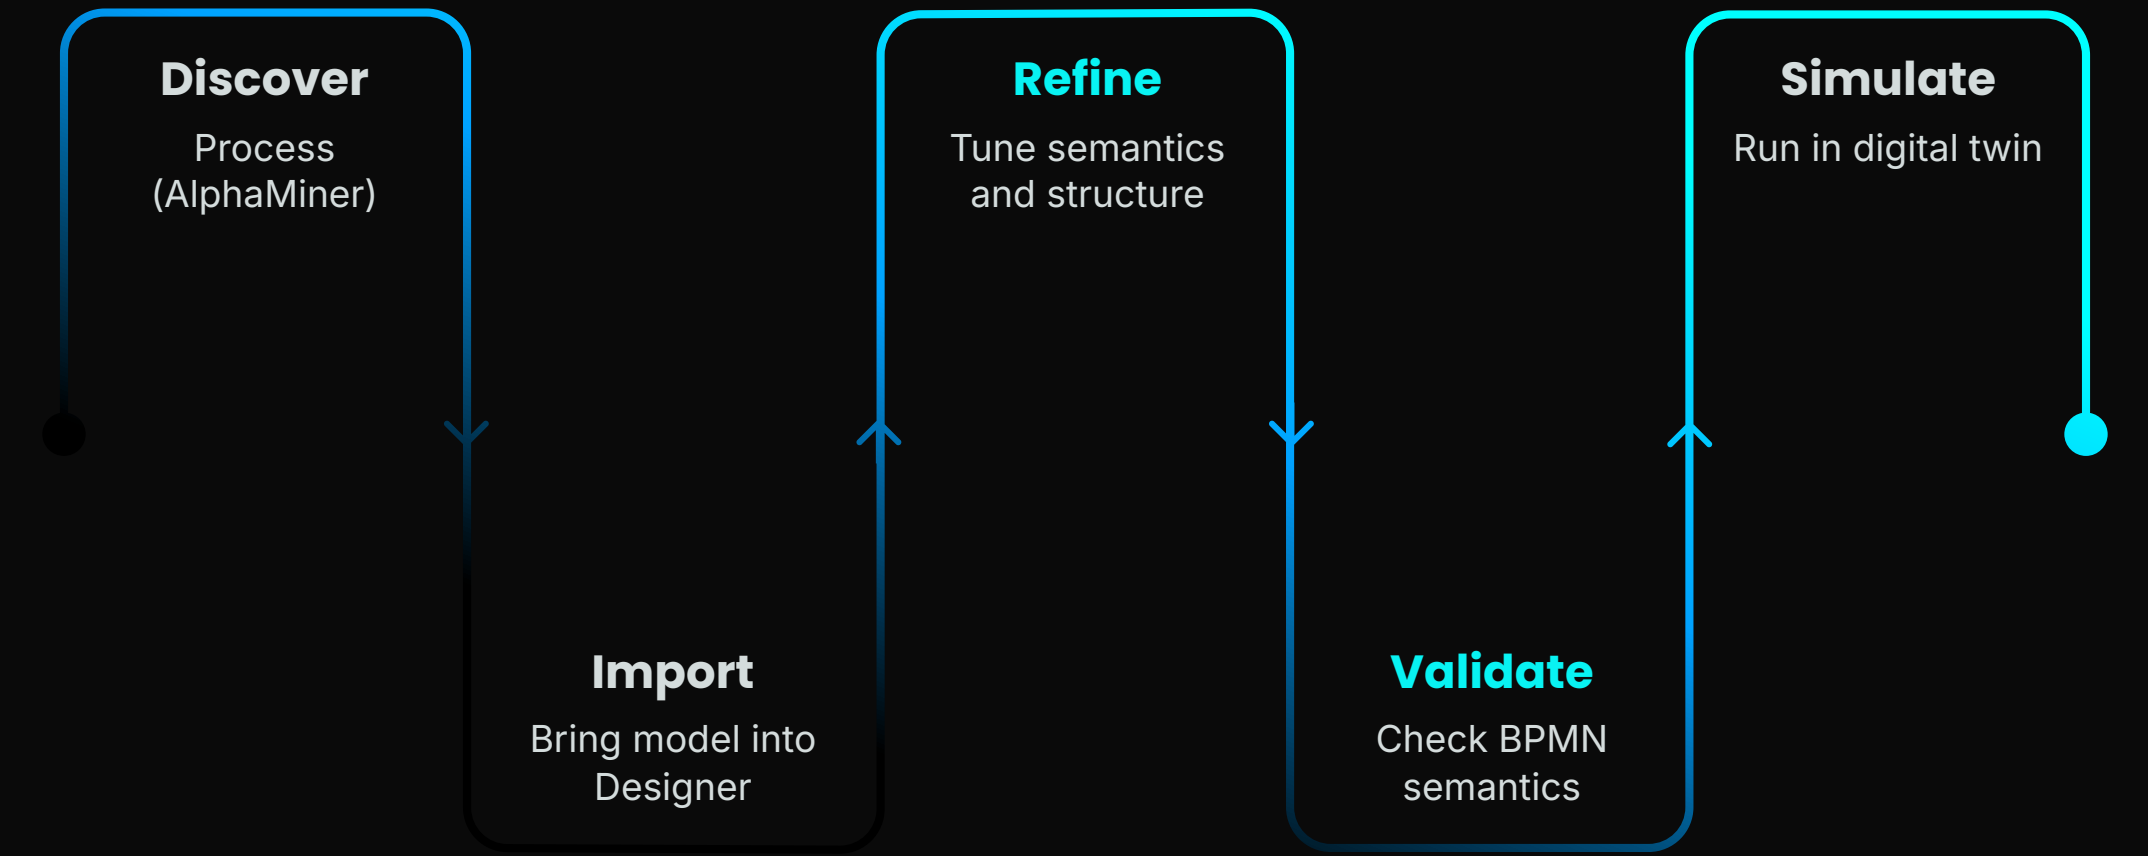 Discover
Process
(AlphaMiner)
Import
Bring model into
Designer
Refine
Tune semantics
and structure
Validate
Check BPMN
semantics
Simulate
Run in digital twin